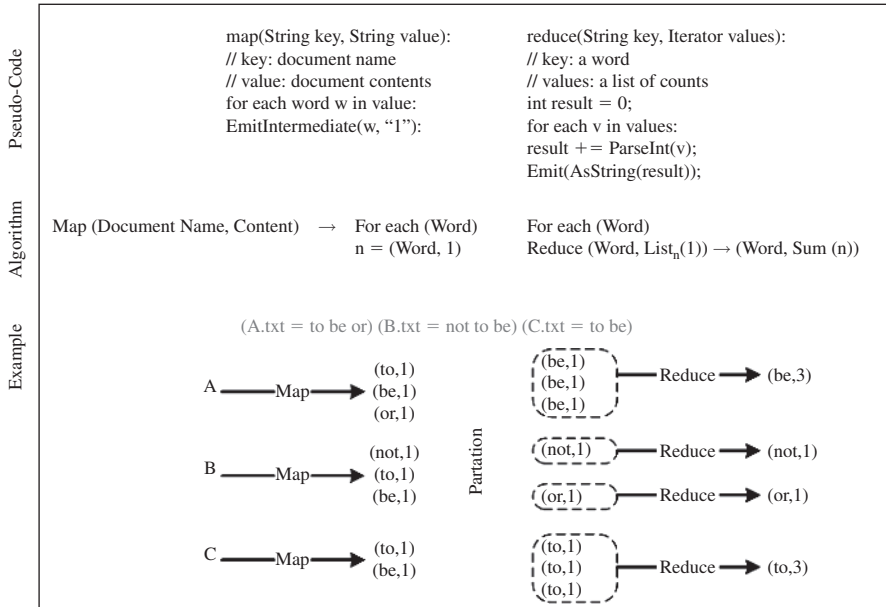 Pseudo-Code
map(String key, String value):
// key: document name
// value: document contents
for each word w in value:
EmitIntermediate(w, “1”):
reduce(String key, Iterator values):
// key: a word
// values: a list of counts
int result = 0;
for each v in values:
result += ParseInt(v);
Emit(AsString(result));
Algorithm
Map (Document Name, Content) → For each (Word)
n = (Word, 1)
For each (Word)
Reduce (Word, Listₙ(1)) → (Word, Sum (n))
Example
(A.txt = to be or) (B.txt = not to be) (C.txt = to be)
A Map
(to,1)
(be,1)
(or,1)
B Map
(not,1)
(to,1)
(be,1)
C Map
(to,1)
(be,1)
Partation
(be,1)
(be,1)
(be,1)
Reduce (be,3)
(not,1) Reduce (not,1)
(or,1) Reduce (or,1)
(to,1)
(to,1)
(to,1)
Reduce (to,3)